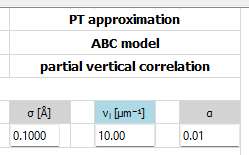 PT approximation
ABC model
partial vertical correlation
σ [Å] ν| [μm⁻¹] α
0.1000 10.00 0.01